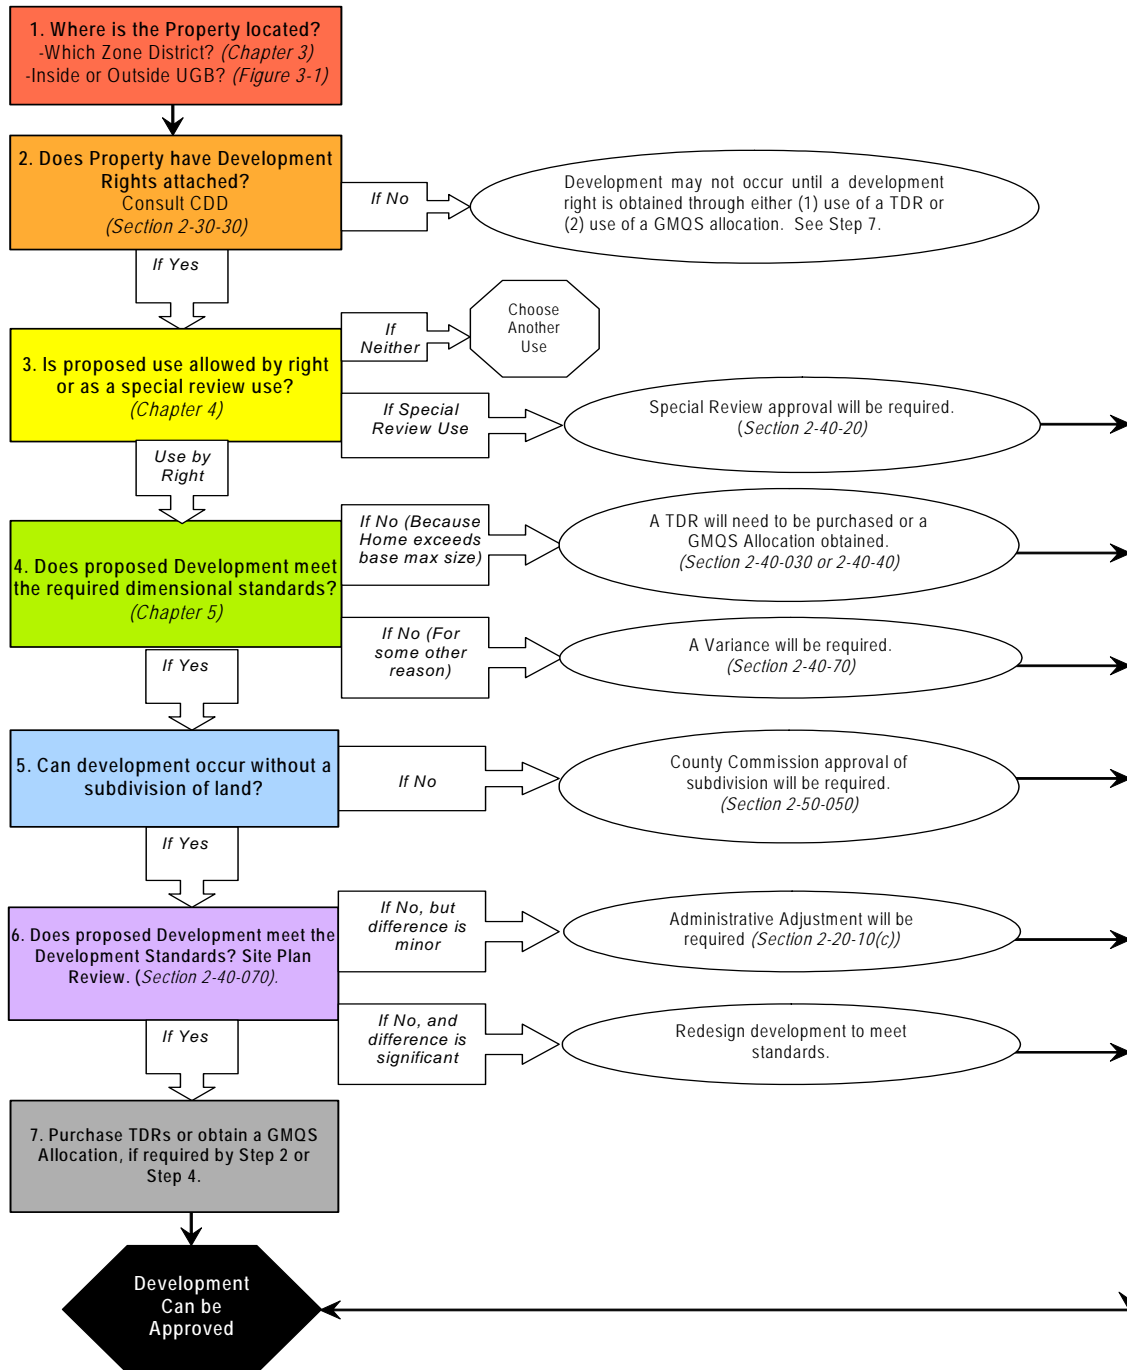 1. Where is the Property located?
-Which Zone District? (Chapter 3)
-Inside or Outside UGB? (Figure 3-1)
2. Does Property have Development
Rights attached?
Consult CDD
(Section 2-30-30)
If No
Development may not occur until a development
right is obtained through either (1) use of a TDR or
(2) use of a GMQS allocation. See Step 7.
If Yes
3. Is proposed use allowed by right
or as a special review use?
(Chapter 4)
If
Neither
Choose
Another
Use
If Special
Review Use
Special Review approval will be required.
(Section 2-40-20)
Use by
Right
4. Does proposed Development meet
the required dimensional standards?
(Chapter 5)
If No (Because
Home exceeds
base max size)
A TDR will need to be purchased or a
GMQS Allocation obtained.
(Section 2-40-030 or 2-40-40)
If No (For
some other
reason)
A Variance will be required.
(Section 2-40-70)
If Yes
5. Can development occur without a
subdivision of land?
If No
County Commission approval of
subdivision will be required.
(Section 2-50-050)
If Yes
6. Does proposed Development meet the
Development Standards? Site Plan
Review. (Section 2-40-070).
If No, but
difference is
minor
Administrative Adjustment will be
required (Section 2-20-10(c))
If No, and
difference is
significant
Redesign development to meet
standards.
If Yes
7. Purchase TDRs or obtain a GMQS
Allocation, if required by Step 2 or
Step 4.
Development
Can be
Approved